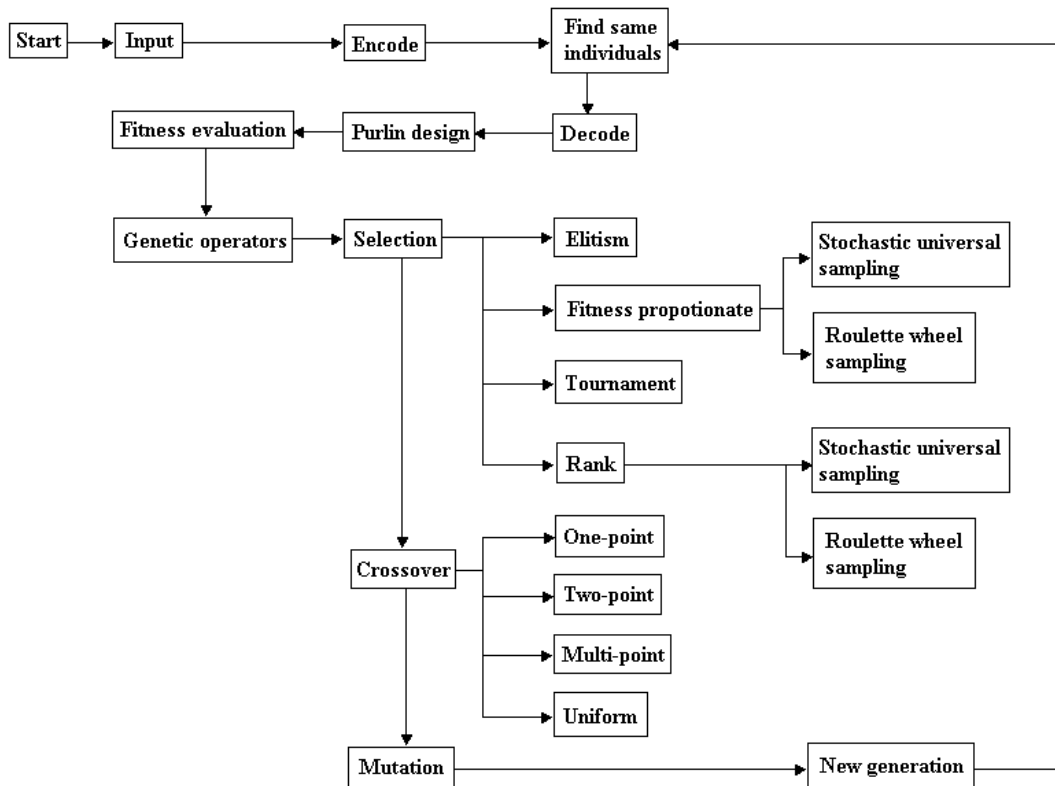 Start
Input
Encode
Find same
individuals
Fitness evaluation
Purlin design
Decode
Genetic operators
Selection
Elitism
Stochastic universal
sampling
Fitness propotionate
Roulette wheel
sampling
Tournament
Rank
Stochastic universal
sampling
One-point
Roulette wheel
sampling
Crossover
Two-point
Multi-point
Uniform
Mutation
New generation